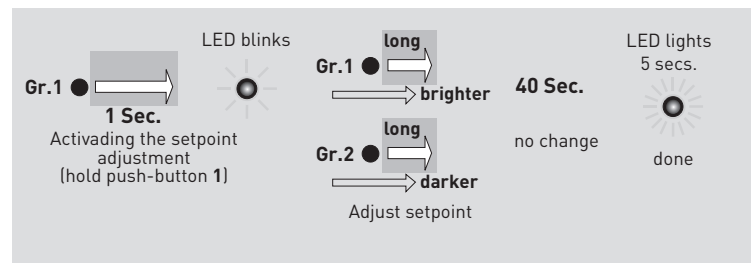 Gr.1
1 Sec.
Activading the setpoint
adjustment
(hold push-button 1)
LED blinks
long
Gr.1
brighter
long
Gr.2
darker
Adjust setpoint
40 Sec.
no change
LED lights
5 secs.
done